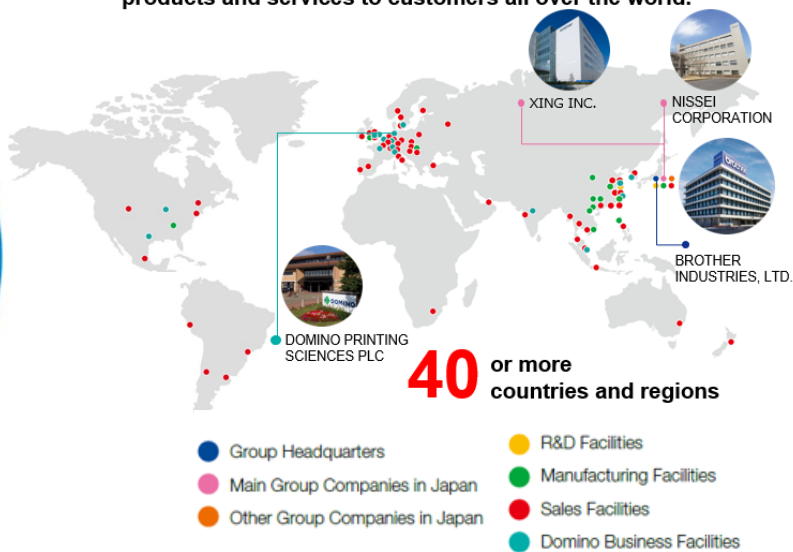 products and services to customers all over the world.
XING INC.
NISSEI
CORPORATION
brother
BROTHER
INDUSTRIES, LTD.
DOMINO
DOMINO PRINTING
SCIENCES PLC
40 or more
countries and regions
Group Headquarters
Main Group Companies in Japan
Other Group Companies in Japan
R&D Facilities
Manufacturing Facilities
Sales Facilities
Domino Business Facilities